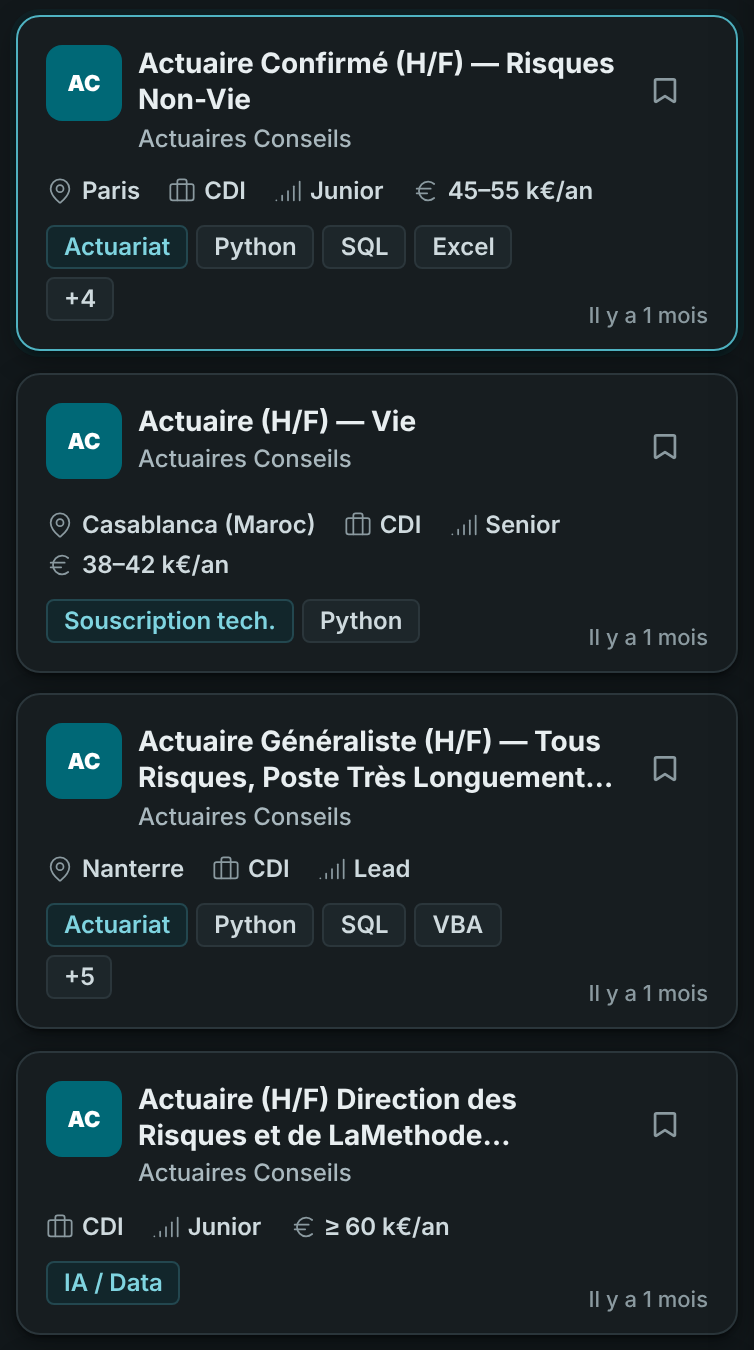 AC
Actuaire Confirmé (H/F) — Risques
Non-Vie
Actuaires Conseils
Paris CDI Junior 45–55 k€/an
Actuariat Python SQL Excel
+4
Il y a 1 mois
AC
Actuaire (H/F) — Vie
Actuaires Conseils
Casablanca (Maroc) CDI Senior
38–42 k€/an
Souscription tech. Python
Il y a 1 mois
AC
Actuaire Généraliste (H/F) — Tous
Risques, Poste Très Longuement…
Actuaires Conseils
Nanterre CDI Lead
Actuariat Python SQL VBA
+5
Il y a 1 mois
AC
Actuaire (H/F) Direction des
Risques et de LaMethode…
Actuaires Conseils
CDI Junior ≥ 60 k€/an
IA / Data
Il y a 1 mois